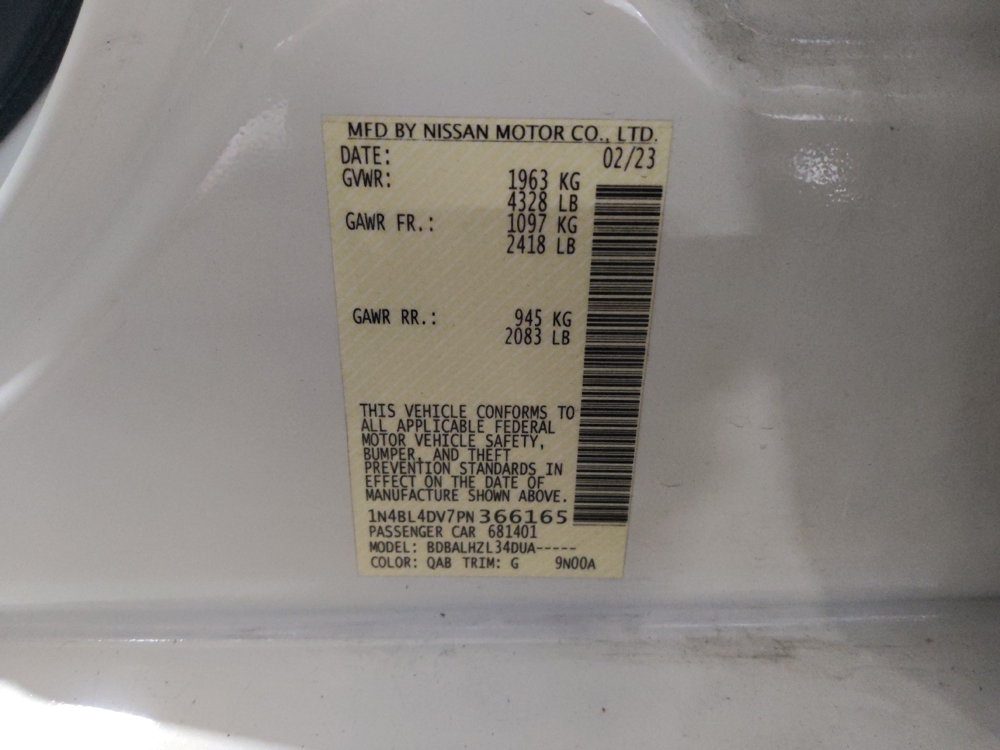 MFD BY NISSAN MOTOR CO., LTD.
DATE: 02/23
GVWR: 1963 KG
4328 LB
GAWR FR.: 1097 KG
2418 LB
GAWR RR.: 945 KG
2083 LB
THIS VEHICLE CONFORMS TO
ALL APPLICABLE FEDERAL
MOTOR VEHICLE SAFETY,
BUMPER, AND THEFT
PREVENTION STANDARDS IN
EFFECT ON THE DATE OF
MANUFACTURE SHOWN ABOVE.
1N4BL4DV7PN366165
PASSENGER CAR 681401
MODEL: BDBALHZL34DUA-----
COLOR: QAB TRIM: G 9N00A